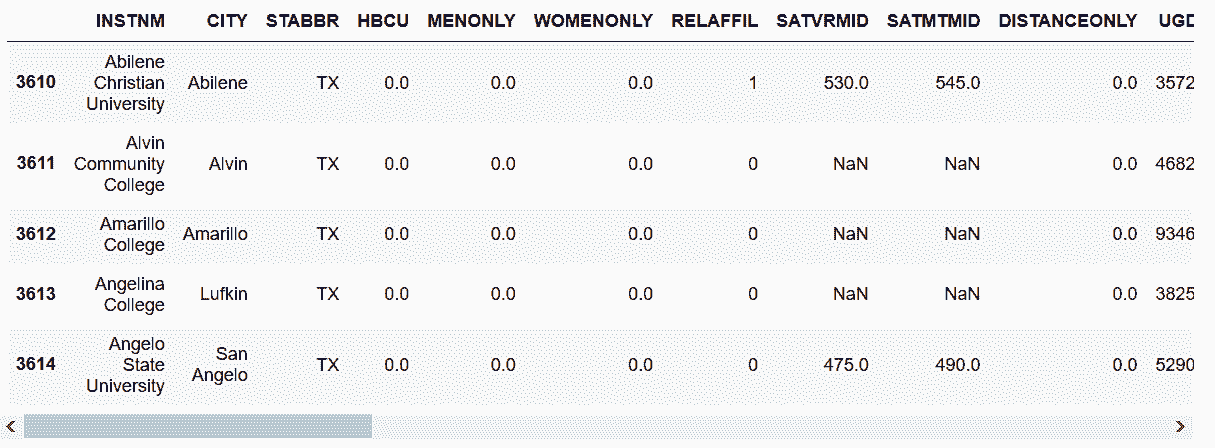 INSTNM CITY STABBR HBCU MENONLY WOMENONLY RELAFFIL SATVRMID SATMTMID DISTANCEONLY UGD
3610 Abilene Christian University Abilene TX 0.0 0.0 0.0 1 530.0 545.0 0.0 3572
3611 Alvin Community College Alvin TX 0.0 0.0 0.0 0 NaN NaN 0.0 4682
3612 Amarillo College Amarillo TX 0.0 0.0 0.0 0 NaN NaN 0.0 9346
3613 Angelina College Lufkin TX 0.0 0.0 0.0 0 NaN NaN 0.0 3825
3614 Angelo State University San Angelo TX 0.0 0.0 0.0 0 475.0 490.0 0.0 5290